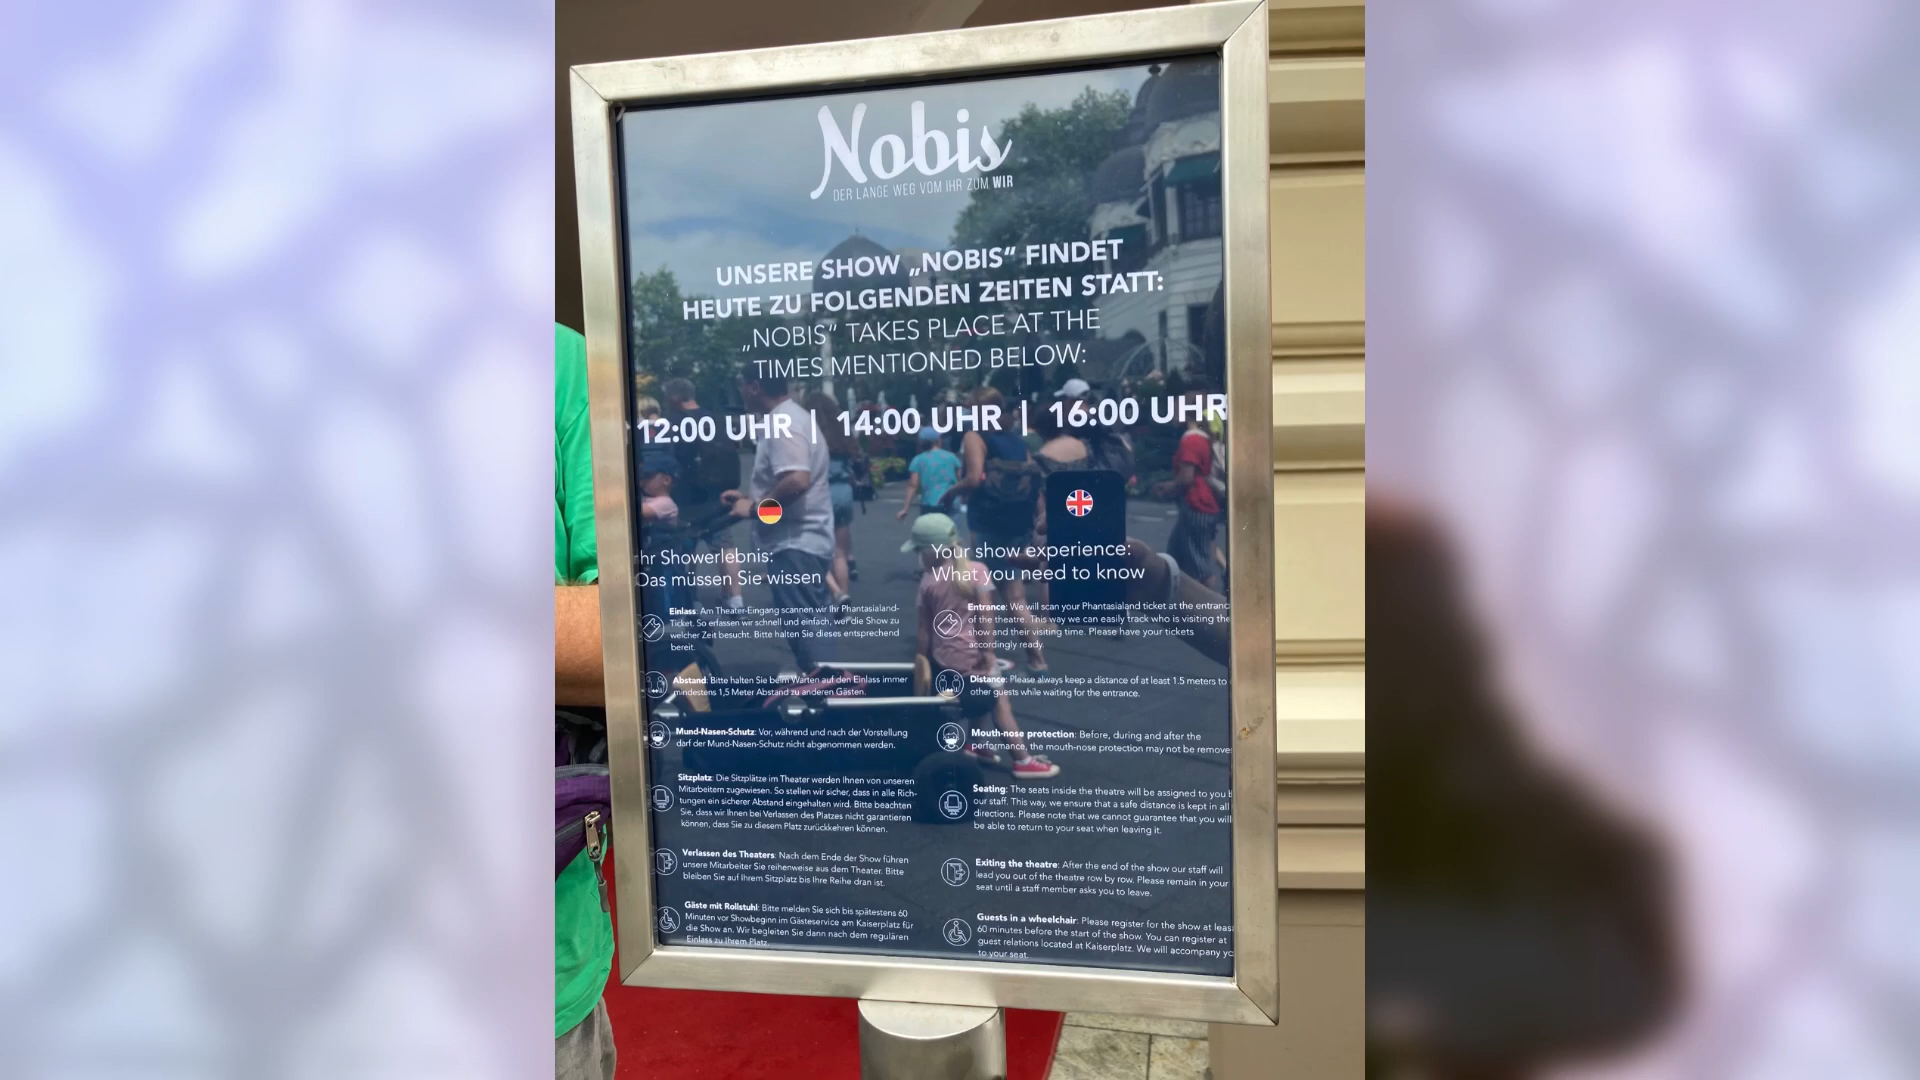 Nobis
DER LANGE WEG VOM IHR ZUM WIR
UNSERE SHOW „NOBIS“ FINDET
HEUTE ZU FOLGENDEN ZEITEN STATT:
„NOBIS“ TAKES PLACE AT THE
TIMES MENTIONED BELOW:
12:00 UHR | 14:00 UHR | 16:00 UHR
hr Showerlebnis:
Das müssen Sie wissen
Einlass: Am Theater-Eingang scannen wir Ihr Phantasialand-
Ticket. So erfassen wir schnell und einfach, wer die Show zu
welcher Zeit besucht. Bitte halten Sie dieses entsprechend
bereit.
Abstand: Bitte halten Sie beim Warten auf den Einlass immer
mindestens 1,5 Meter Abstand zu anderen Gästen.
Mund-Nasen-Schutz: Vor, während und nach der Vorstellung
darf der Mund-Nasen-Schutz nicht abgenommen werden.
Sitzplatz: Die Sitzplätze im Theater werden Ihnen von unseren
Mitarbeitern zugewiesen. So stellen wir sicher, dass in alle Rich-
tungen ein sicherer Abstand eingehalten wird. Bitte beachten
Sie, dass wir Ihnen bei Verlassen des Platzes nicht garantieren
können, dass Sie zu diesem Platz zurückkehren können.
Verlassen des Theaters: Nach dem Ende der Show führen
unsere Mitarbeiter Sie reihenweise aus dem Theater. Bitte
bleiben Sie auf Ihrem Sitzplatz bis Ihre Reihe dran ist.
Gäste mit Rollstuhl: Bitte melden Sie sich bis spätestens 60
Minuten vor Showbeginn im Gästeservice am Kaiserplatz für
die Show an. Wir begleiten Sie dann nach dem regulären
Einlass zu Ihrem Platz.
Your show experience:
What you need to know
Entrance: We will scan your Phantasialand ticket at the entranc
of the theatre. This way we can easily track who is visiting the
show and their visiting time. Please have your tickets
accordingly ready.
Distance: Please always keep a distance of at least 1.5 meters to
other guests while waiting for the entrance.
Mouth-nose protection: Before, during and after the
performance, the mouth-nose protection may not be remove
Seating: The seats inside the theatre will be assigned to you b
our staff. This way, we ensure that a safe distance is kept in all
directions. Please note that we cannot guarantee that you will
be able to return to your seat when leaving it.
Exiting the theatre: After the end of the show our staff will
lead you out of the theatre row by row. Please remain in your
seat until a staff member asks you to leave.
Guests in a wheelchair: Please register for the show at leas
60 minutes before the start of the show. You can register at
guest relations located at Kaiserplatz. We will accompany yo
to your seat.